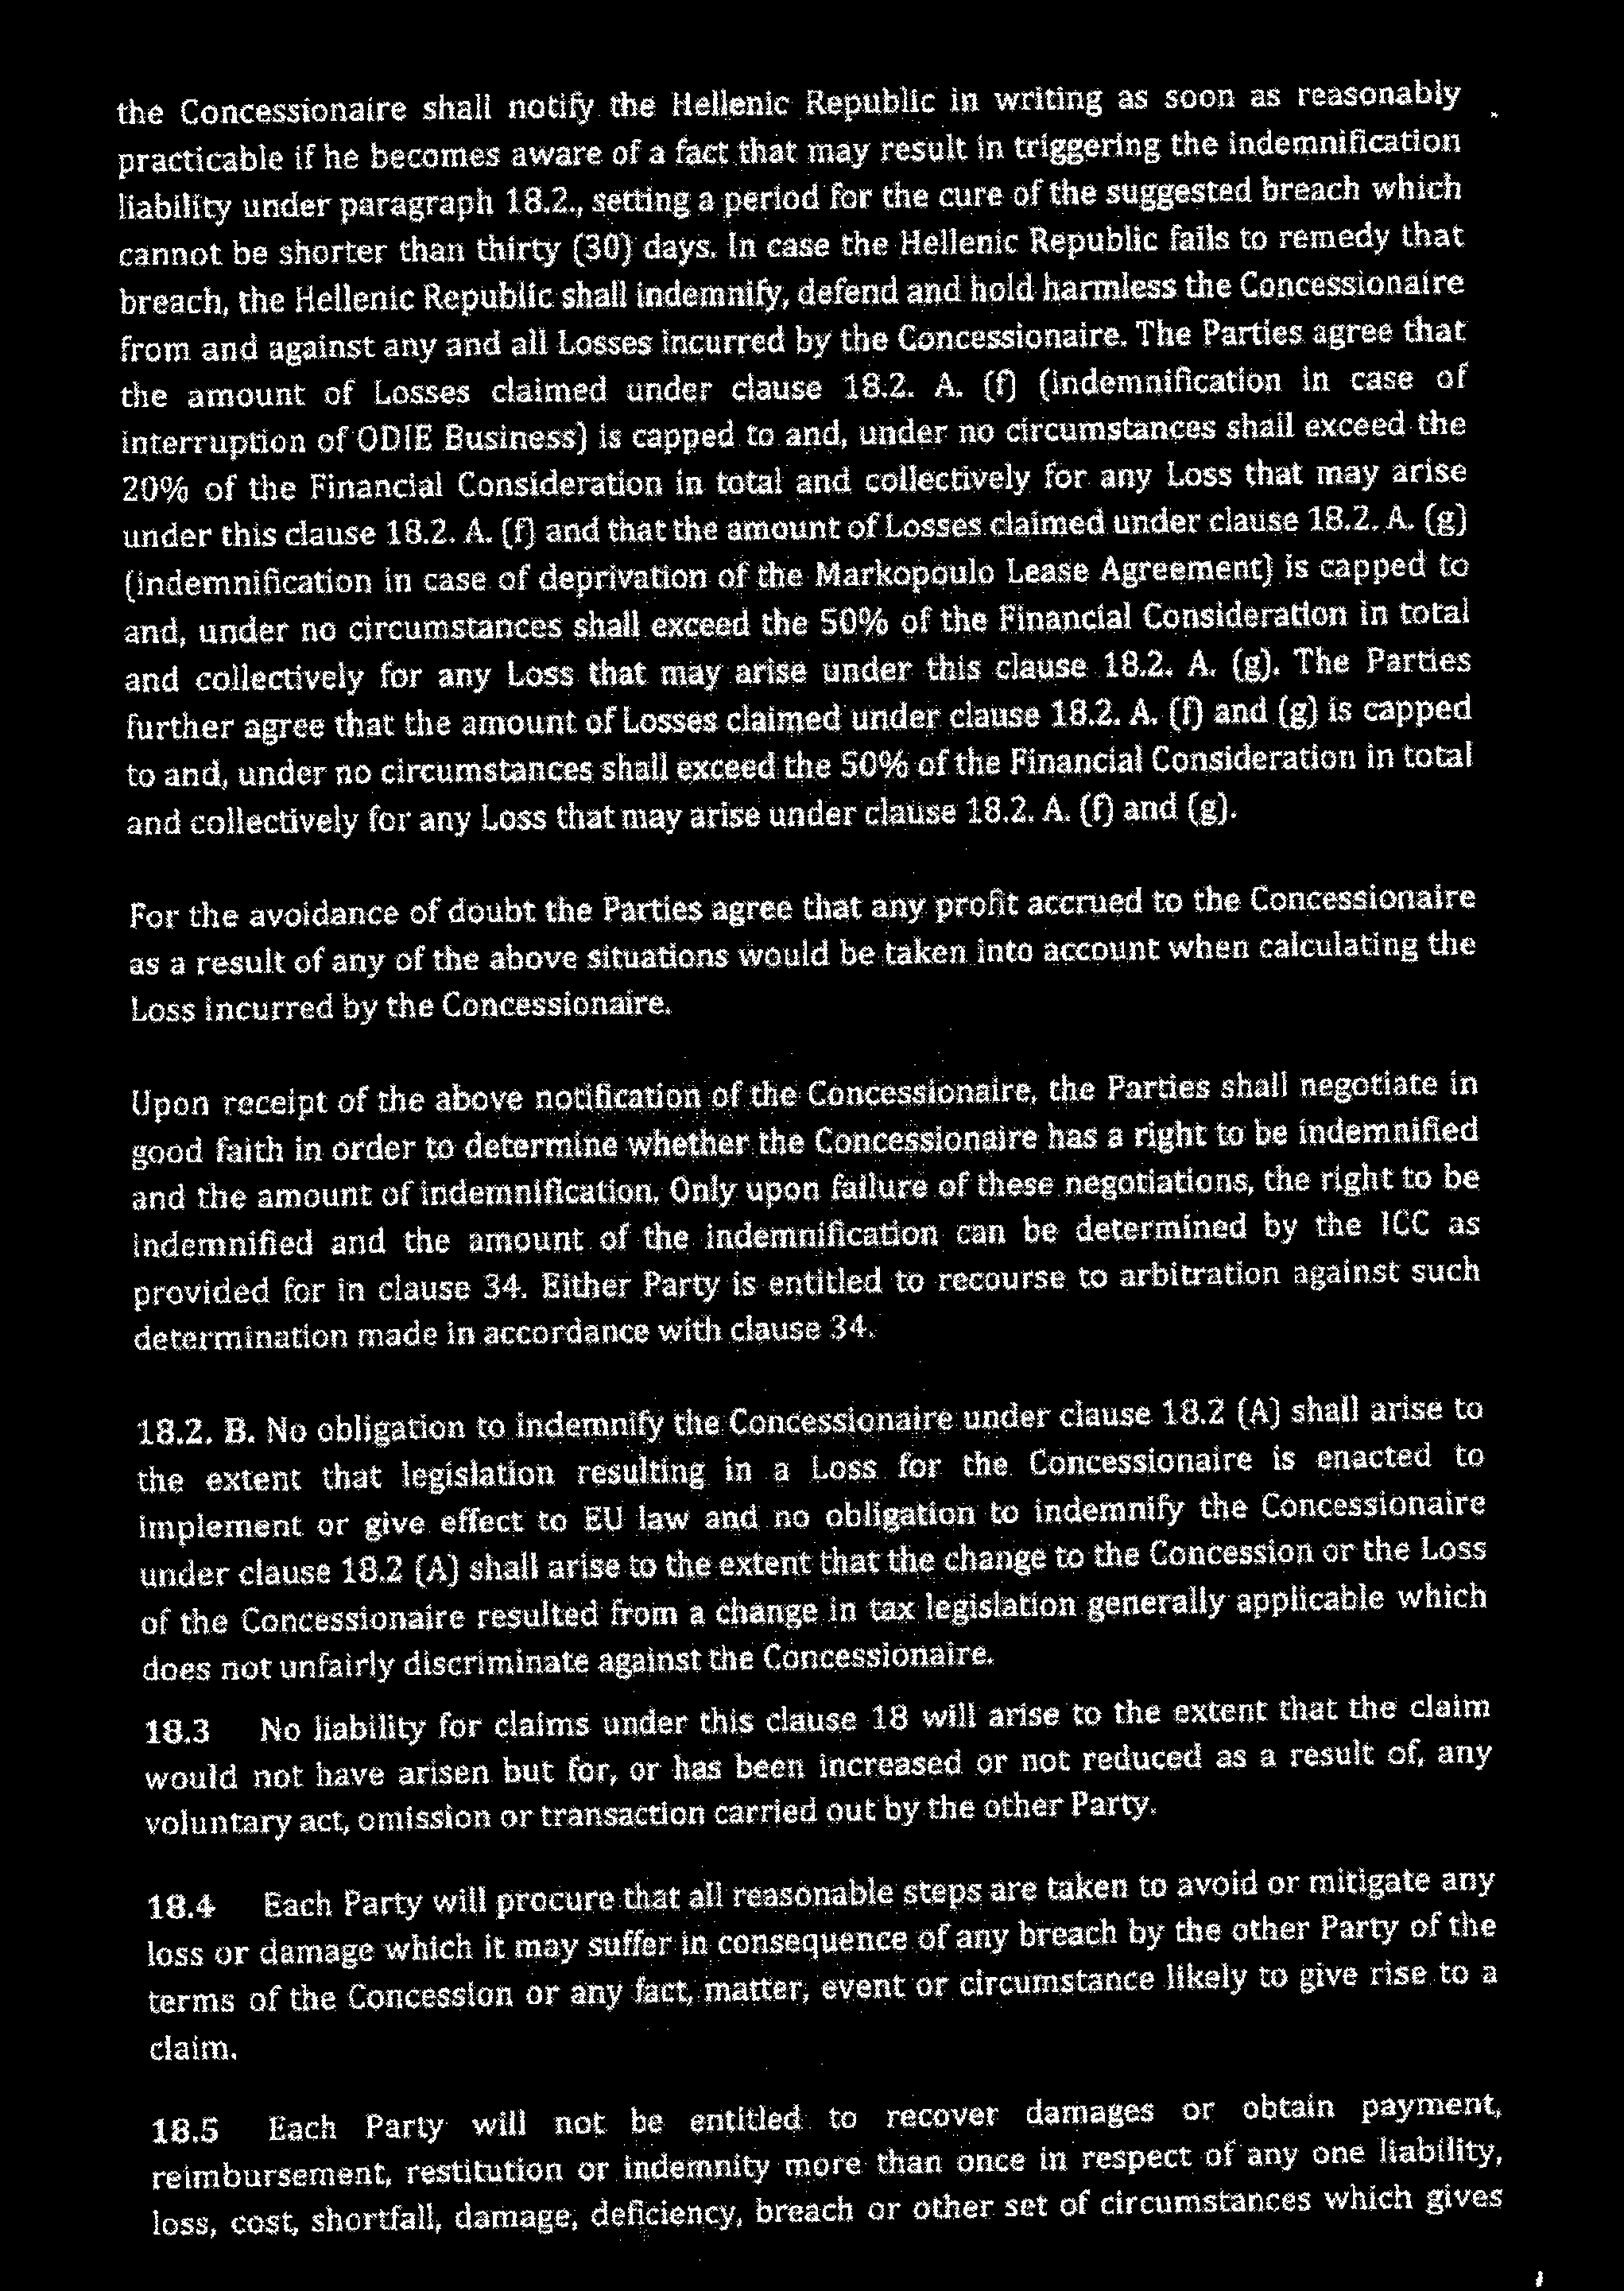 the Concessionaire shall notify the Hellenic Republic in writing as soon as reasonably
practicable if he becomes aware of a fact that may result in triggering the indemnification
liability under paragraph 18.2., setting a period for the cure of the suggested breach which
cannot be shorter than thirty (30) days. In case the Hellenic Republic fails to remedy that
breach, the Hellenic Republic shall indemnify, defend and hold harmless the Concessionaire
from and against any and all Losses incurred by the Concessionaire. The Parties agree that
the amount of Losses claimed under clause 18.2. A. (f) (indemnification in case of
interruption of ODIE Business) is capped to and, under no circumstances shall exceed the
20% of the Financial Consideration in total and collectively for any Loss that may arise
under this clause 18.2. A. (f) and that the amount of Losses claimed under clause 18.2. A. (g)
(indemnification in case of deprivation of the Markopoulo Lease Agreement) is capped to
and, under no circumstances shall exceed the 50% of the Financial Consideration in total
and collectively for any Loss that may arise under this clause 18.2. A. (g). The Parties
further agree that the amount of Losses claimed under clause 18.2. A. (f) and (g) is capped
to and, under no circumstances shall exceed the 50% of the Financial Consideration in total
and collectively for any Loss that may arise under clause 18.2. A. (f) and (g).
For the avoidance of doubt the Parties agree that any profit accrued to the Concessionaire
as a result of any of the above situations would be taken into account when calculating the
Loss incurred by the Concessionaire.
Upon receipt of the above notification of the Concessionaire, the Parties shall negotiate in
good faith in order to determine whether the Concessionaire has a right to be indemnified
and the amount of indemnification. Only upon failure of these negotiations, the right to be
indemnified and the amount of the indemnification can be determined by the ICC as
provided for in clause 34. Either Party is entitled to recourse to arbitration against such
determination made in accordance with clause 34.
18.2. B. No obligation to indemnify the Concessionaire under clause 18.2 (A) shall arise to
the extent that legislation resulting in a Loss for the Concessionaire is enacted to
implement or give effect to EU law and no obligation to indemnify the Concessionaire
under clause 18.2 (A) shall arise to the extent that the change to the Concession or the Loss
of the Concessionaire resulted from a change in tax legislation generally applicable which
does not unfairly discriminate against the Concessionaire.
18.3 No liability for claims under this clause 18 will arise to the extent that the claim
would not have arisen but for, or has been increased or not reduced as a result of, any
voluntary act, omission or transaction carried out by the other Party.
18.4 Each Party will procure that all reasonable steps are taken to avoid or mitigate any
loss or damage which it may suffer in consequence of any breach by the other Party of the
terms of the Concession or any fact, matter, event or circumstance likely to give rise to a
claim.
18.5 Each Party will not be entitled to recover damages or obtain payment,
reimbursement, restitution or indemnity more than once in respect of any one liability,
loss, cost, shortfall, damage, deficiency, breach or other set of circumstances which gives